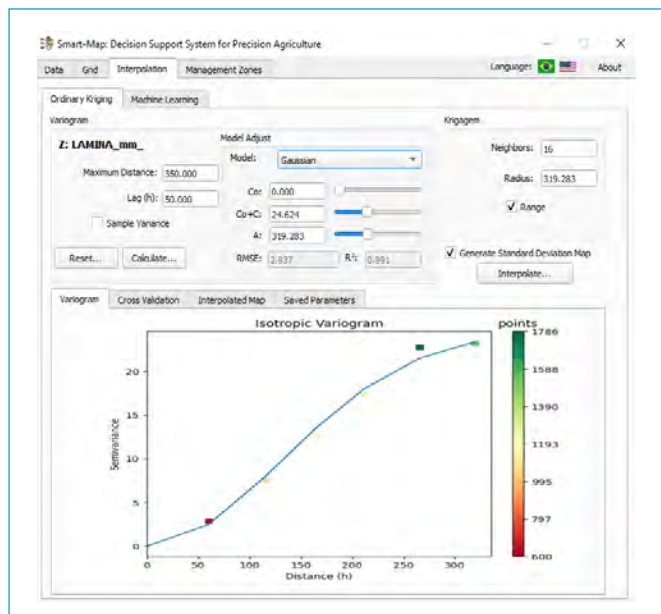 Smart-Map: Decision Support System for Precision Agriculture
Data Grid Interpolation Management Zones Language: About
Ordinary Kriging Machine Learning
Variogram
Z: LAMINA_mm_
Maximum Distance: 350.000
Lag (h): 50.000
Sample Variance
Reset... Calculate...
Model Adjust
Model: Gaussian
Co: 0.000
Co+C: 24.624
A: 319.283
RMSE: 2.937 R²: 0.991
Krigagem
Neighbors: 16
Radius: 319.283
Range
Generate Standard Deviation Map
Interpolate...
Variogram Cross Validation Interpolated Map Saved Parameters
Isotropic Variogram
points
Semivariance
20
15
10
5
0
0 50 100 150 200 250 300
Distance (h)
1786
1588
1390
1193
995
797
600